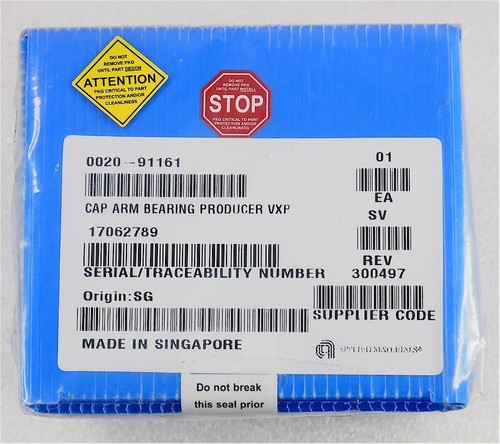 DO NOT
REMOVE PKG
UNTIL PART DECON
ATTENTION
PKG CRITICAL TO PART
PROTECTION AND/OR
CLEANLINESS
DO NOT
REMOVE PKG
UNTIL PART INSTALL
STOP
PKG CRITICAL TO PART
PROTECTION AND/OR
CLEANLINESS
0020-91161
01
EA
CAP ARM BEARING PRODUCER VXP
SV
17062789
REV
SERIAL/TRACEABILITY NUMBER
300497
Origin:SG
SUPPLIER CODE
MADE IN SINGAPORE
APPLIED MATERIALS®
Do not break
this seal prior